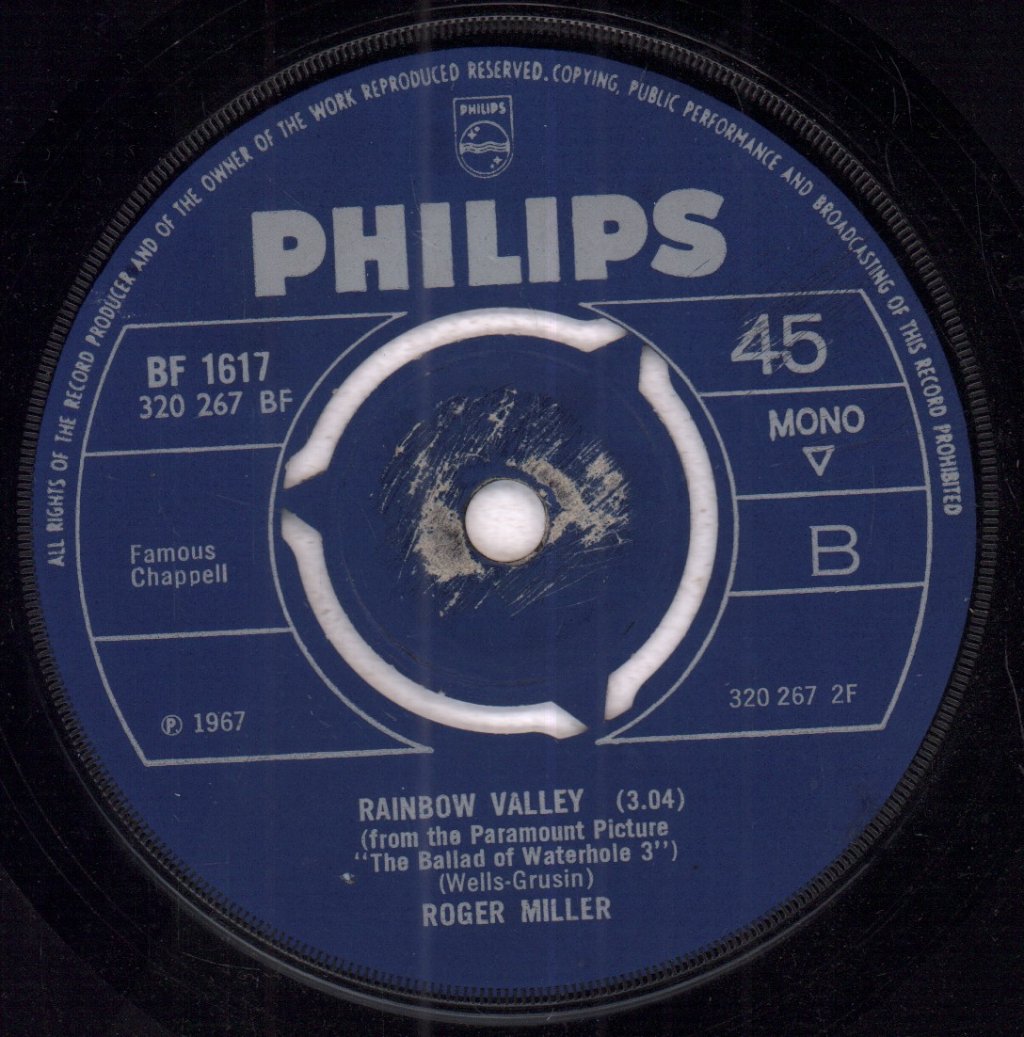 ALL RIGHTS OF THE RECORD PRODUCER AND OF THE OWNER OF THE WORK REPRODUCED RESERVED. COPYING, PUBLIC PERFORMANCE AND BROADCASTING OF THIS RECORD PROHIBITED
PHILIPS
PHILIPS
BF 1617
320 267 BF
45
MONO
B
Famous
Chappell
℗ 1967
320 267 2F
RAINBOW VALLEY (3.04)
(from the Paramount Picture
"The Ballad of Waterhole 3")
(Wells-Grusin)
ROGER MILLER